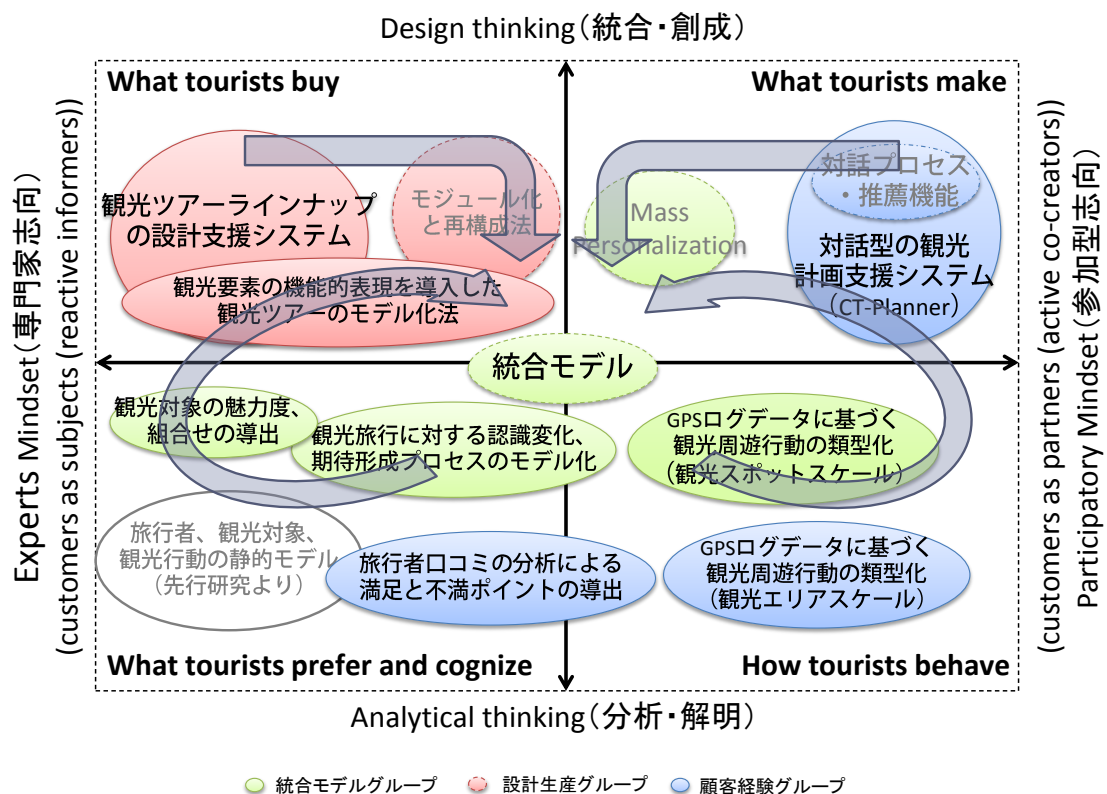 Design thinking（統合・創成）
What tourists buy
What tourists make
観光ツアーラインナップ
の設計支援システム
モジュール化
と再構成法
Mass
Personalization
対話プロセス
・推薦機能
対話型の観光
計画支援システム
（CT-Planner）
観光要素の機能的表現を導入した
観光ツアーのモデル化法
統合モデル
観光対象の魅力度、
組合せの導出
観光旅行に対する認識変化、
期待形成プロセスのモデル化
GPSログデータに基づく
観光周遊行動の類型化
（観光スポットスケール）
旅行者、観光対象、
観光行動の静的モデル
（先行研究より）
旅行者口コミの分析による
満足と不満ポイントの導出
GPSログデータに基づく
観光周遊行動の類型化
（観光エリアスケール）
What tourists prefer and cognize
How tourists behave
Analytical thinking（分析・解明）
Experts Mindset（専門家志向）
(customers as subjects (reactive informers))
(customers as partners (active co-creators))
Participatory Mindset（参加型志向）
統合モデルグループ
設計生産グループ
顧客経験グループ